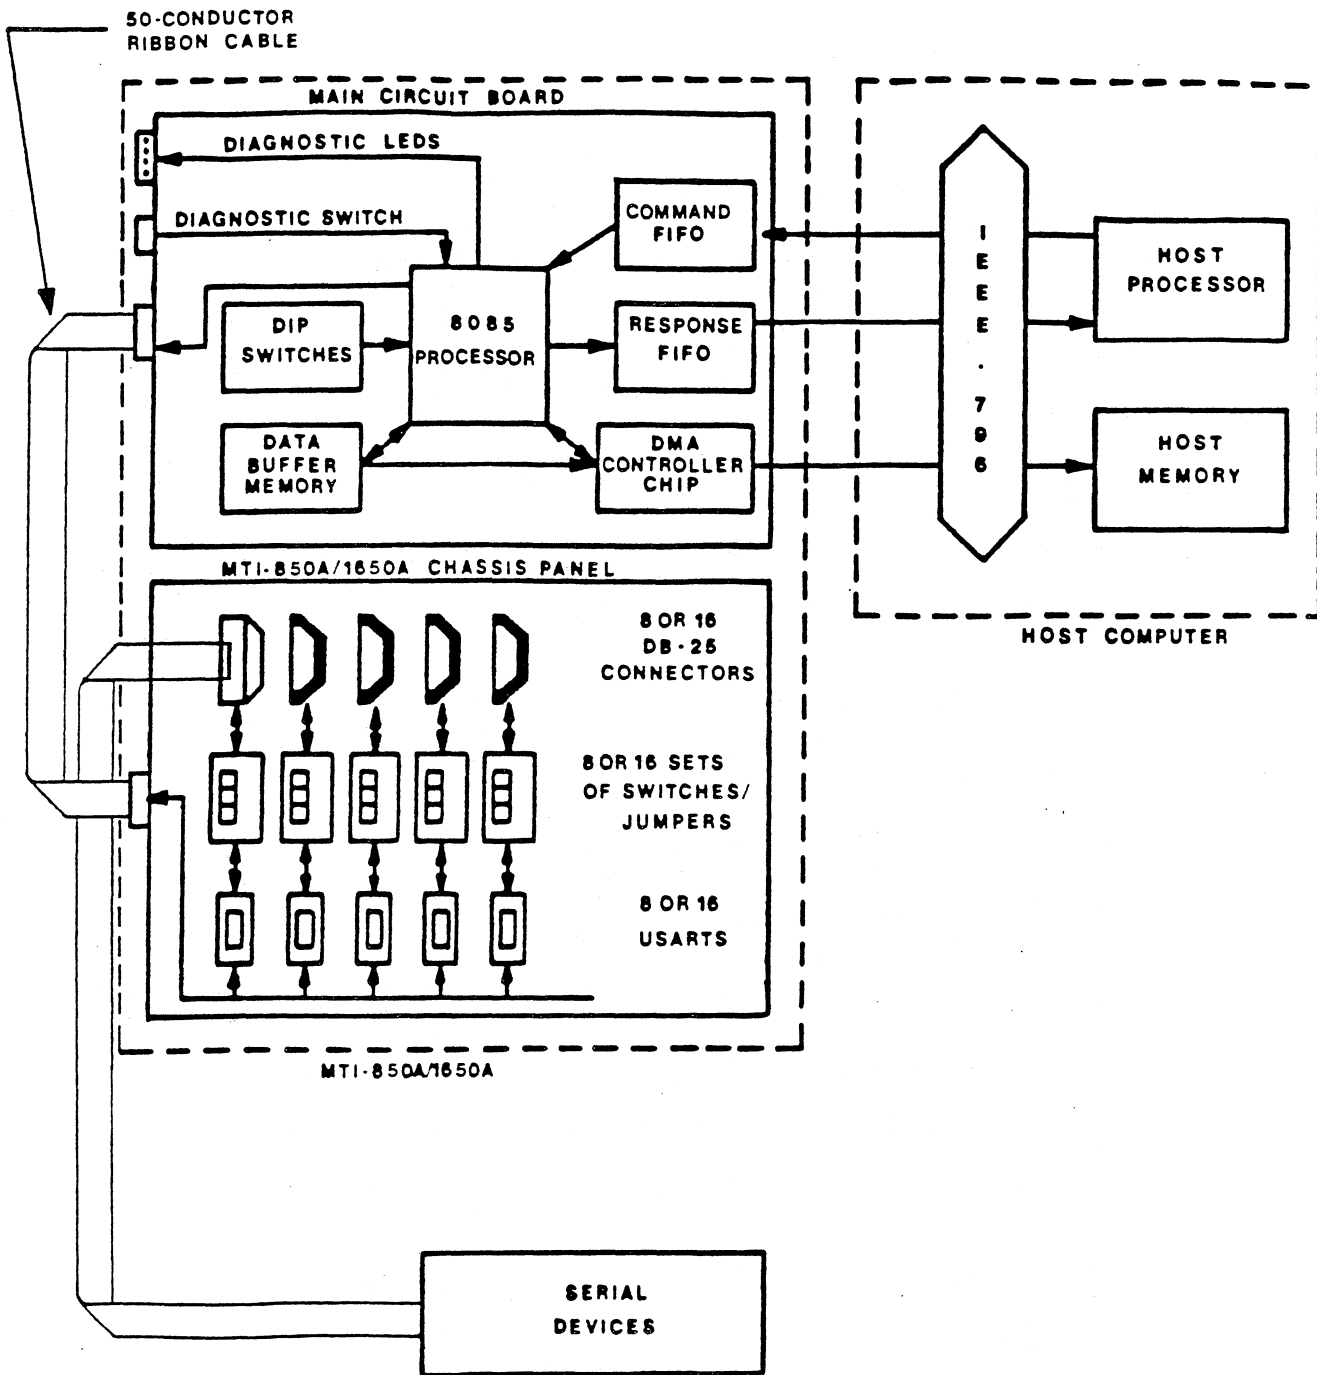 50-CONDUCTOR
RIBBON CABLE
MAIN CIRCUIT BOARD
DIAGNOSTIC LEDS
DIAGNOSTIC SWITCH
COMMAND
FIFO
8085
PROCESSOR
DIP
SWITCHES
RESPONSE
FIFO
DATA
BUFFER
MEMORY
DMA
CONTROLLER
CHIP
IEEE-796
HOST
PROCESSOR
HOST
MEMORY
HOST COMPUTER
MTI-850A/1650A CHASSIS PANEL
8 OR 16
DB-25
CONNECTORS
8 OR 16 SETS
OF SWITCHES/
JUMPERS
8 OR 16
USARTS
MTI-850A/1650A
SERIAL
DEVICES